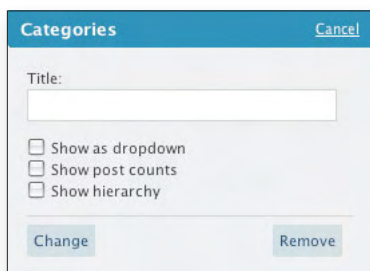 Categories Cancel
Title:
Show as dropdown
Show post counts
Show hierarchy
Change Remove